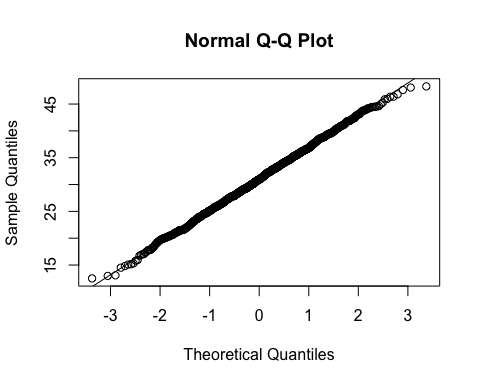 Normal Q-Q Plot
Sample Quantiles
45
35
25
15
-3 -2 -1 0 1 2 3
Theoretical Quantiles